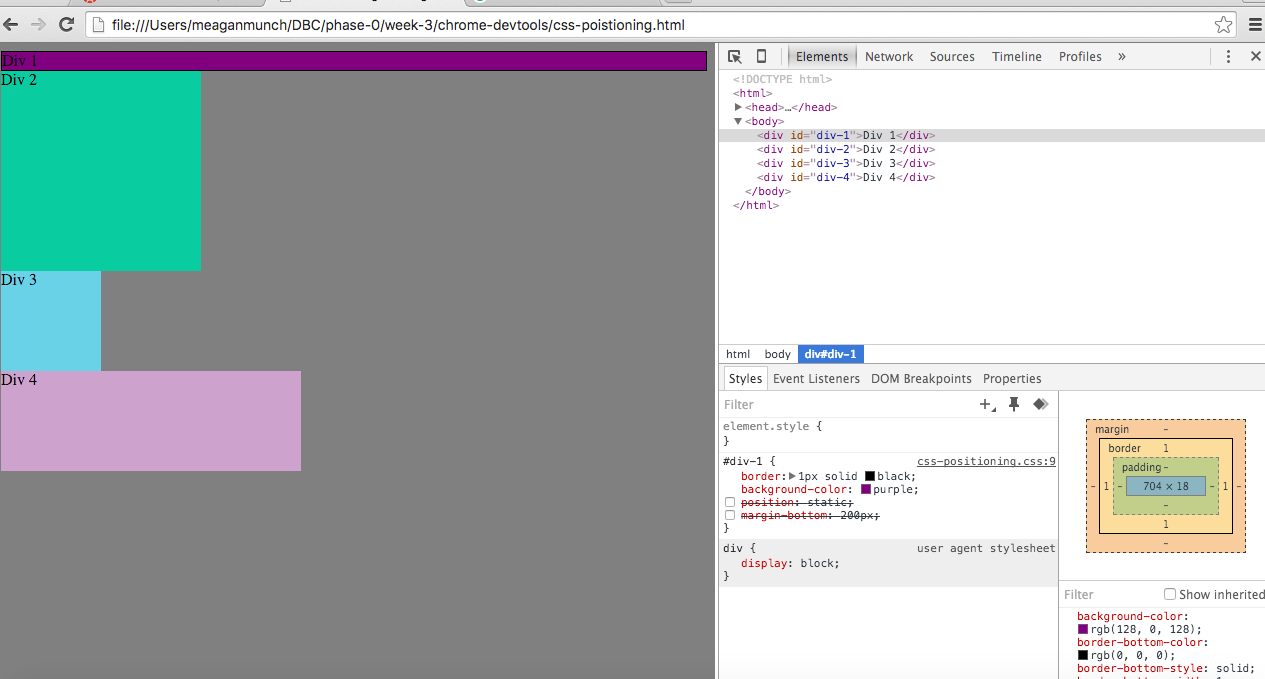 file:///Users/meaganmunch/DBC/phase-0/week-3/chrome-devtools/css-poistioning.html
Div 1
Div 2
Div 3
Div 4
Elements Network Sources Timeline Profiles »
<!DOCTYPE html>
<html>
<head>…</head>
<body>
<div id="div-1">Div 1</div>
<div id="div-2">Div 2</div>
<div id="div-3">Div 3</div>
<div id="div-4">Div 4</div>
</body>
</html>
html body div#div-1
Styles Event Listeners DOM Breakpoints Properties
Filter
element.style {
}
#div-1 { css-positioning.css:9
border: 1px solid black;
background-color: purple;
position: static;
margin-bottom: 200px;
}
div { user agent stylesheet
display: block;
}
margin -
border 1
padding -
- 1 - 704 × 18 - 1 -
-
1
-
Filter Show inherited
background-color:
rgb(128, 0, 128);
border-bottom-color:
rgb(0, 0, 0);
border-bottom-style: solid;